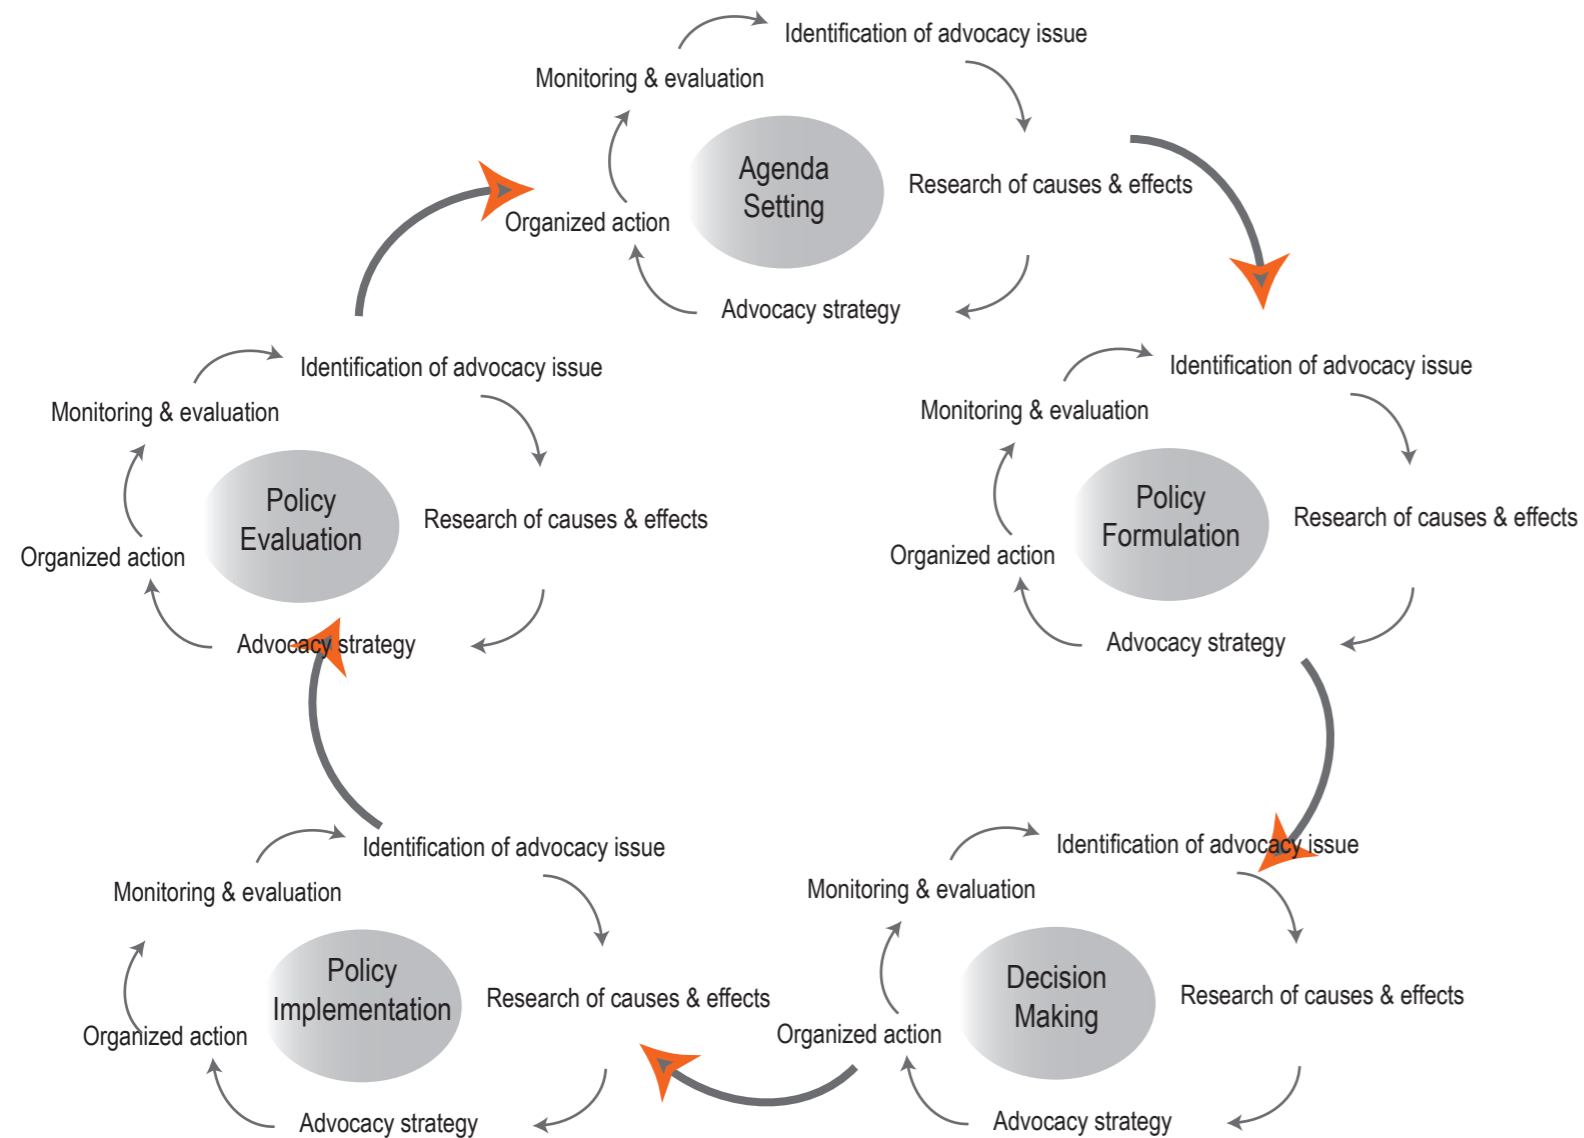 Identification of advocacy issue
Monitoring & evaluation
Agenda
Setting
Research of causes & effects
Organized action
Advocacy strategy
Identification of advocacy issue
Monitoring & evaluation
Policy
Evaluation
Research of causes & effects
Organized action
Advocacy strategy
Identification of advocacy issue
Monitoring & evaluation
Policy
Formulation
Research of causes & effects
Organized action
Advocacy strategy
Identification of advocacy issue
Monitoring & evaluation
Policy
Implementation
Research of causes & effects
Organized action
Advocacy strategy
Identification of advocacy issue
Monitoring & evaluation
Decision
Making
Research of causes & effects
Organized action
Advocacy strategy